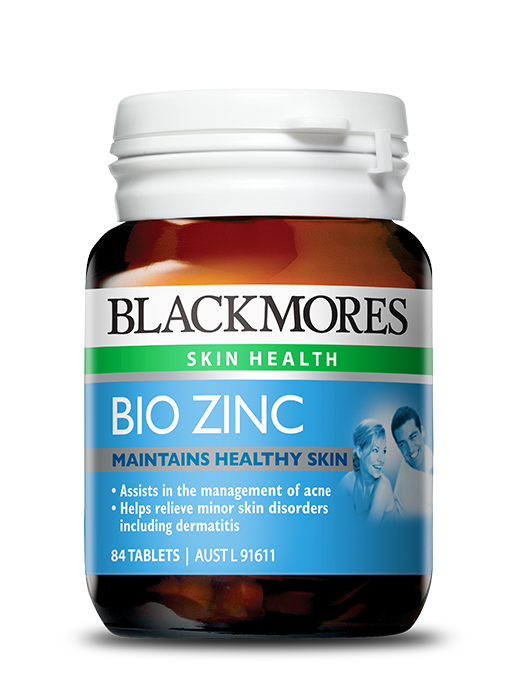 BLACKMORES
SKIN HEALTH
BIO ZINC
MAINTAINS HEALTHY SKIN
• Assists in the management of acne
• Helps relieve minor skin disorders
including dermatitis
84 TABLETS | AUST L 91611